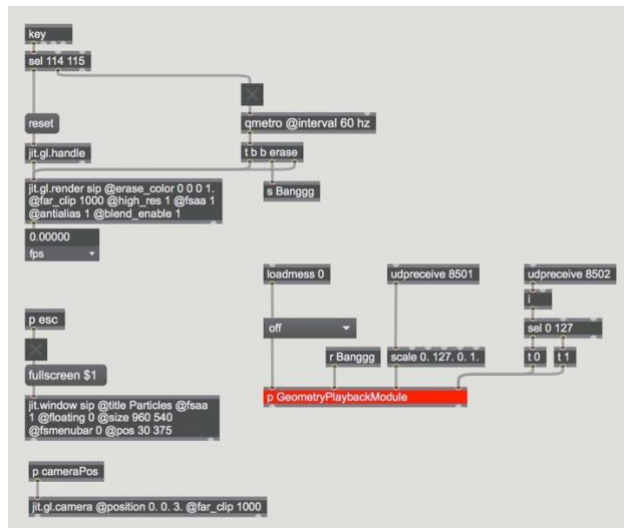 key
sel 114 115
reset
qmetro @interval 60 hz
jit.gl.handle
t b b erase
jit.gl.render sip @erase_color 0 0 0 1.
@far_clip 1000 @high_res 1 @fsaa 1
@antialias 1 @blend_enable 1
s Banggg
0.00000
fps
loadmess 0
udpreceive 8501
udpreceive 8502
i
p esc
off
sel 0 127
r Banggg
scale 0. 127. 0. 1.
t 0
t 1
fullscreen $1
p GeometryPlaybackModule
jit.window sip @title Particles @fsaa
1 @floating 0 @size 960 540
@fsmenubar 0 @pos 30 375
p cameraPos
jit.gl.camera @position 0. 0. 3. @far_clip 1000